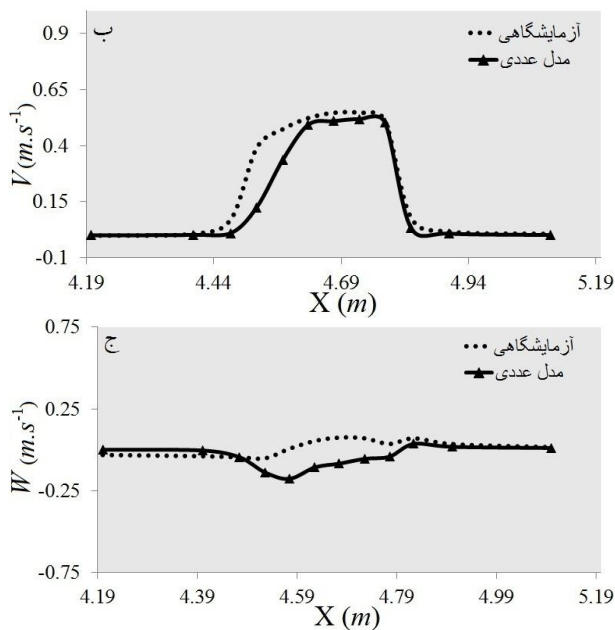 ب
0.9
0.65
0.4
0.15
-0.1
V (m.s⁻¹)
آزمایشگاهی
مدل عددی
4.19 4.44 4.69 4.94 5.19
X (m)
ج
0.75
0.25
-0.25
-0.75
W (m.s⁻¹)
آزمایشگاهی
مدل عددی
4.19 4.39 4.59 4.79 4.99 5.19
X (m)